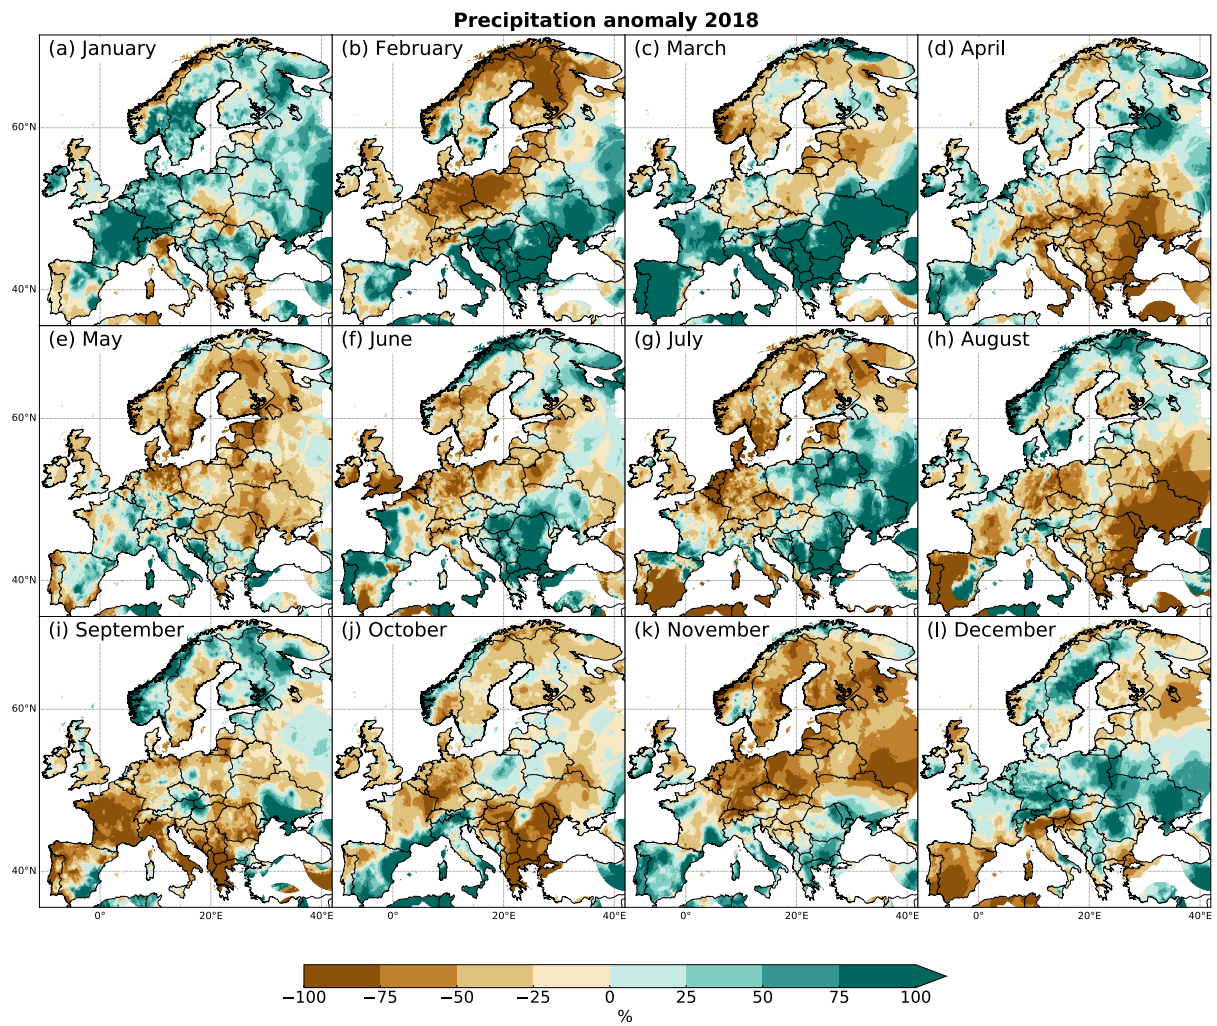 Precipitation anomaly 2018
(a) January
(b) February
(c) March
(d) April
60°N
40°N
(e) May
(f) June
(g) July
(h) August
60°N
40°N
(i) September
(j) October
(k) November
(l) December
60°N
40°N
0° 20°E 40°E 0° 20°E 40°E 0° 20°E 40°E 0° 20°E 40°E
−100 −75 −50 −25 0 25 50 75 100
%